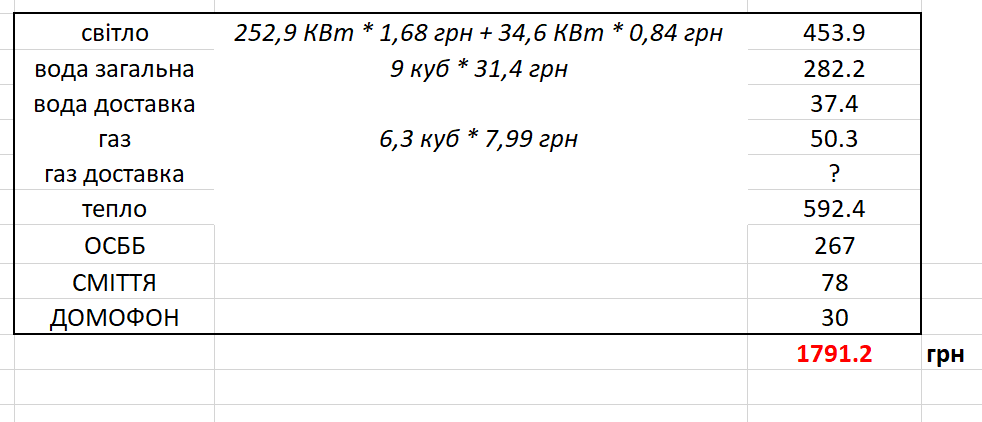 світло 252,9 КВт * 1,68 грн + 34,6 КВт * 0,84 грн 453.9
вода загальна 9 куб * 31,4 грн 282.2
вода доставка 37.4
газ 6,3 куб * 7,99 грн 50.3
газ доставка ?
тепло 592.4
ОСББ 267
СМІТТЯ 78
ДОМОФОН 30
1791.2 грн